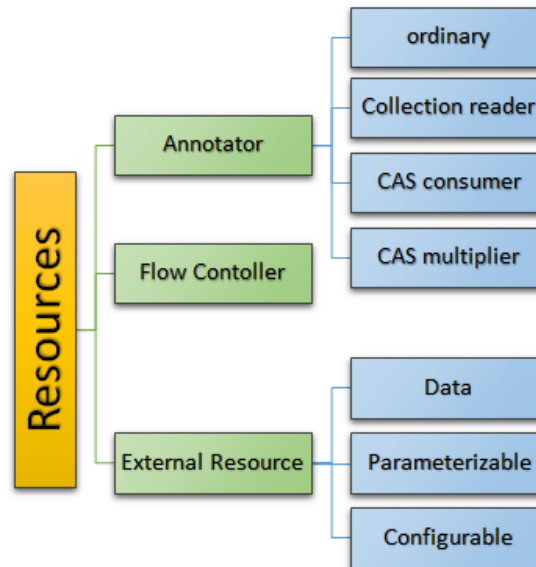 Resources
Annotator
ordinary
Collection reader
CAS consumer
CAS multiplier
Flow Contoller
External Resource
Data
Parameterizable
Configurable